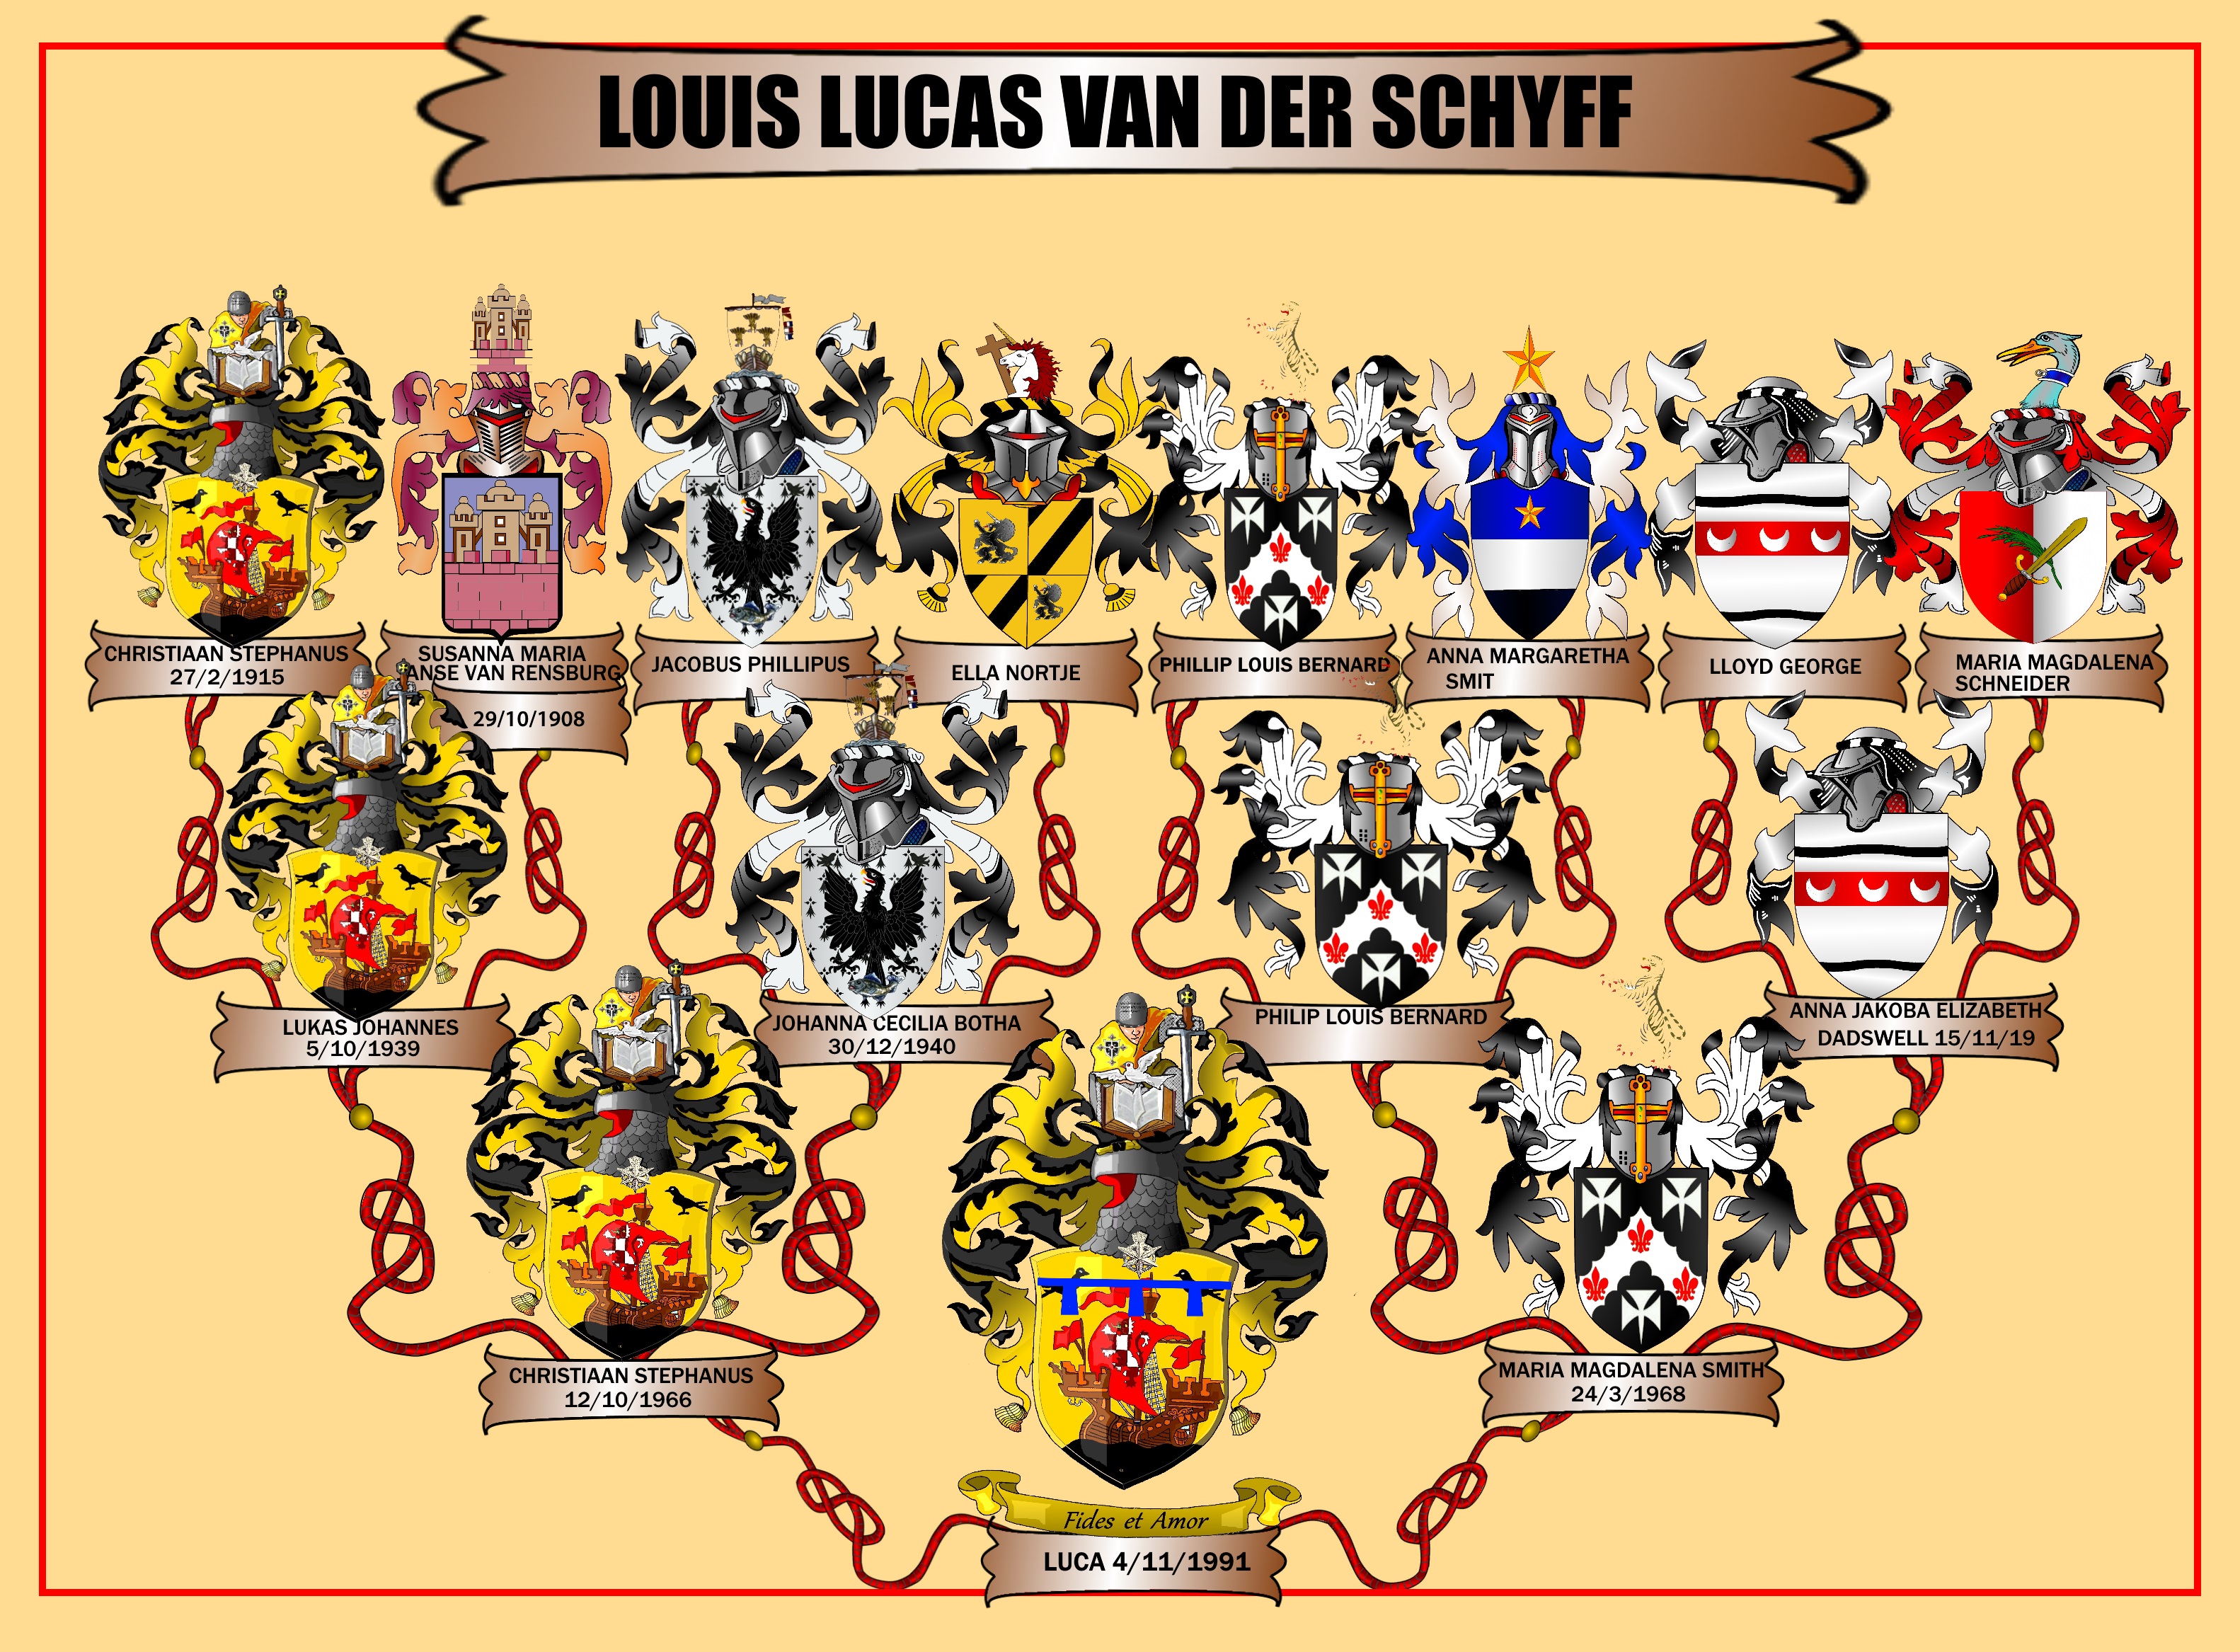 LOUIS LUCAS VAN DER SCHYFF
CHRISTIAAN STEPHANUS
27/2/1915
SUSANNA MARIA
ANSE VAN RENSBURG
29/10/1908
JACOBUS PHILLIPUS
ELLA NORTJE
PHILLIP LOUIS BERNARD
ANNA MARGARETHA
SMIT
LLOYD GEORGE
MARIA MAGDALENA
SCHNEIDER
LUKAS JOHANNES
5/10/1939
JOHANNA CECILIA BOTHA
30/12/1940
PHILIP LOUIS BERNARD
ANNA JAKOBA ELIZABETH
DADSWELL 15/11/19
CHRISTIAAN STEPHANUS
12/10/1966
MARIA MAGDALENA SMITH
24/3/1968
Fides et Amor
LUCA 4/11/1991